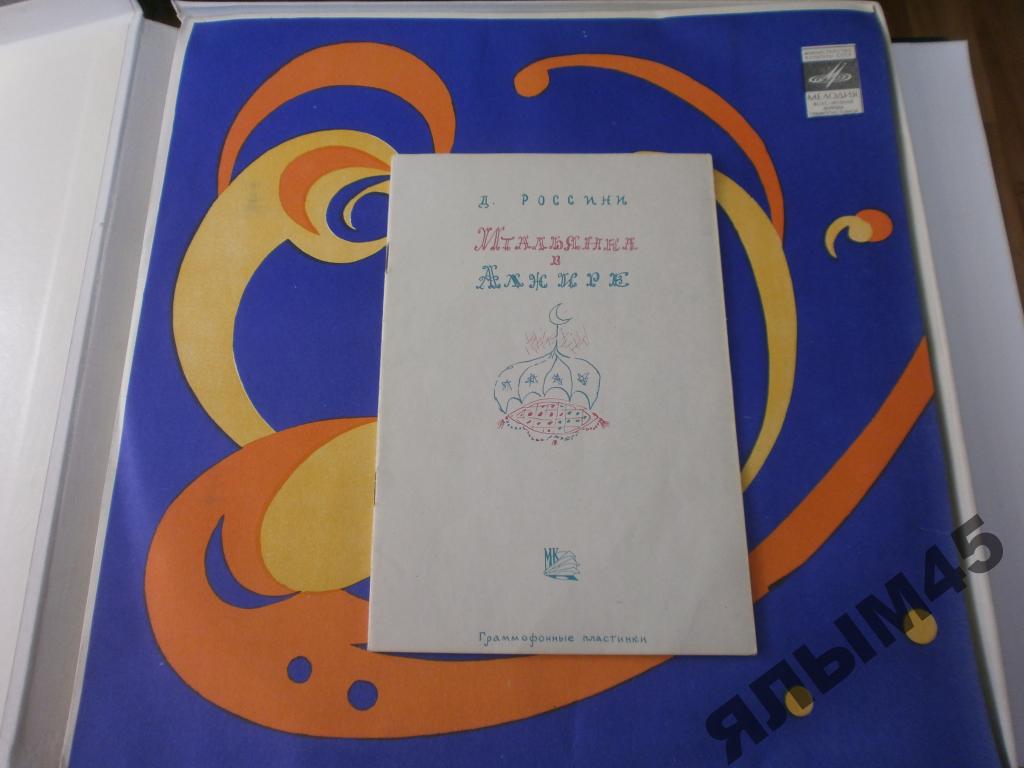 МЕЛОДИЯ
Д. РОССИНИ
ИТАЛЬЯНКА
В
АЛЖИРЕ
МК
Граммофонные пластинки
ЯЛЫМ45